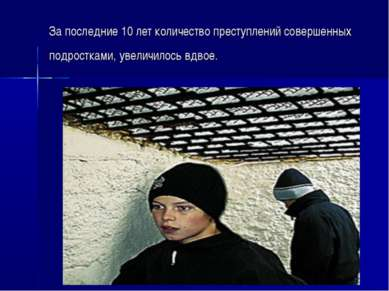 За последние 10 лет количество преступлений совершенных
подростками, увеличилось вдвое.